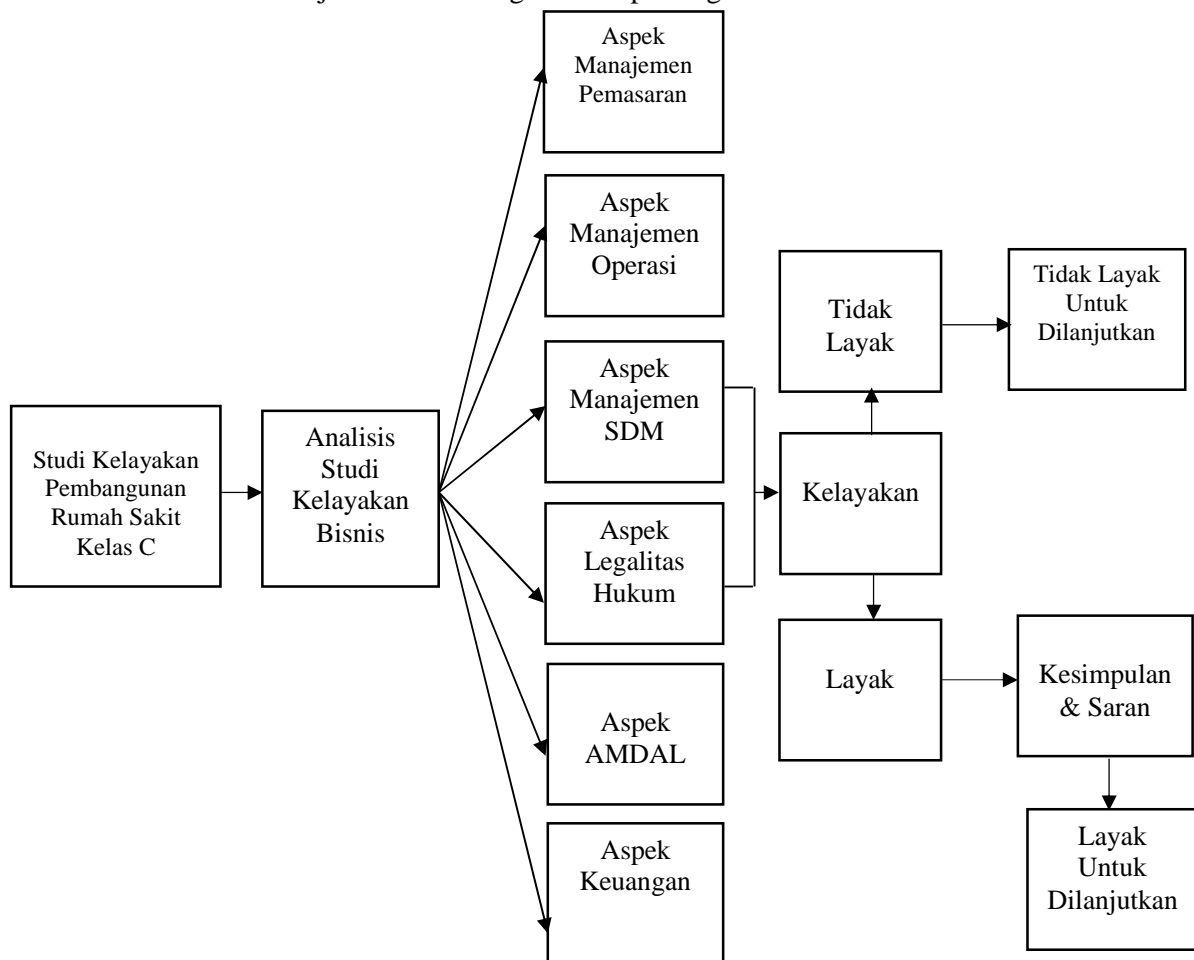 Aspek
Manajemen
Pemasaran
Aspek
Manajemen
Operasi
Aspek
Manajemen
SDM
Aspek
Legalitas
Hukum
Aspek
AMDAL
Aspek
Keuangan
Studi Kelayakan
Pembangunan
Rumah Sakit
Kelas C
Analisis
Studi
Kelayakan
Bisnis
Tidak
Layak
Tidak Layak
Untuk
Dilanjutkan
Kelayakan
Layak
Kesimpulan
& Saran
Layak
Untuk
Dilanjutkan